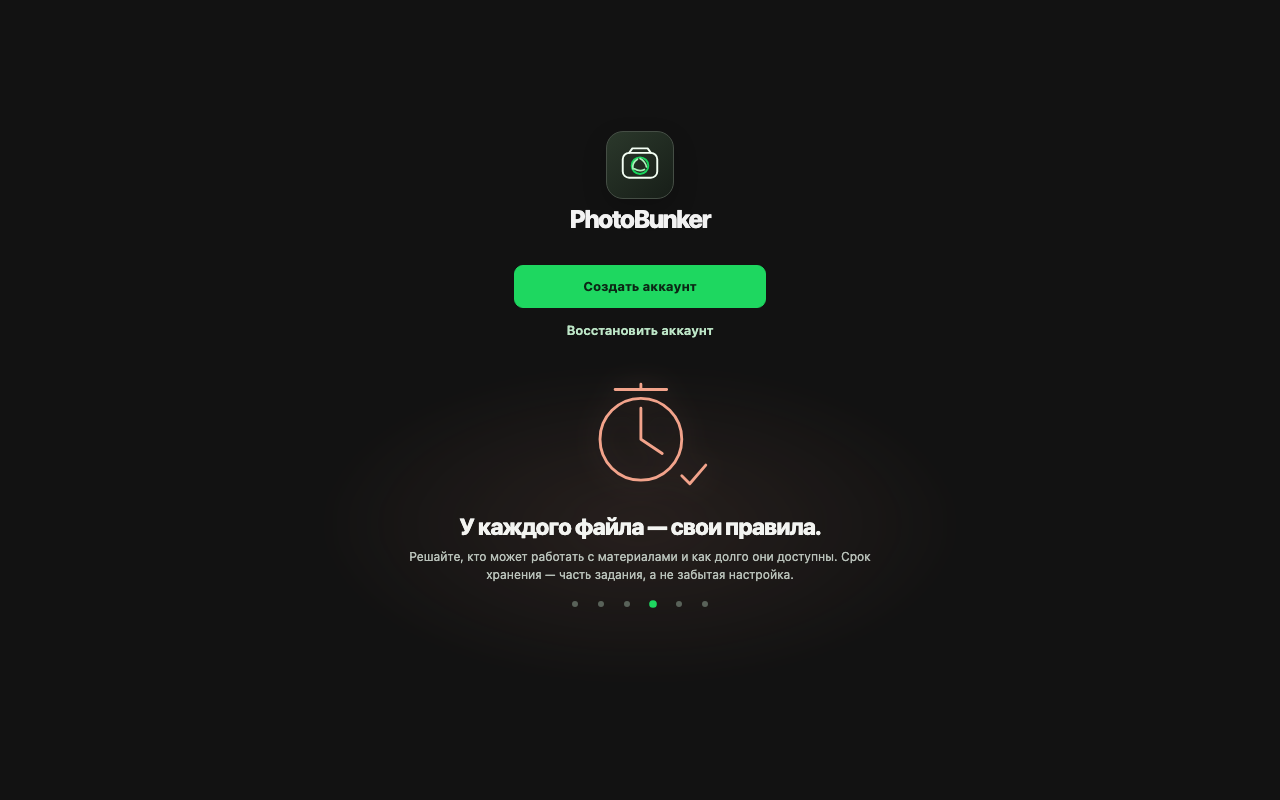 PhotoBunker
Создать аккаунт
Восстановить аккаунт
У каждого файла — свои правила.
Решайте, кто может работать с материалами и как долго они доступны. Срок
хранения — часть задания, а не забытая настройка.